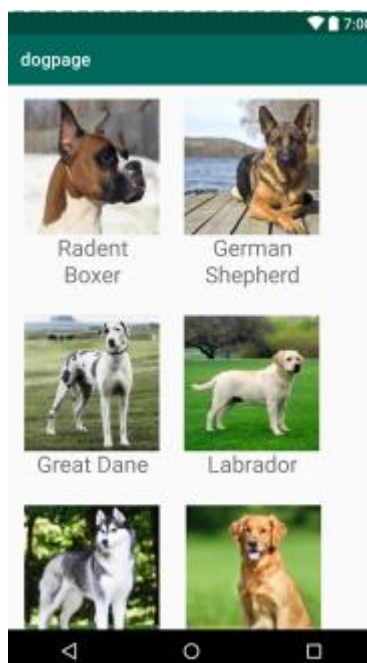 7:00
dogpage
Radent
Boxer
German
Shepherd
Great Dane
Labrador